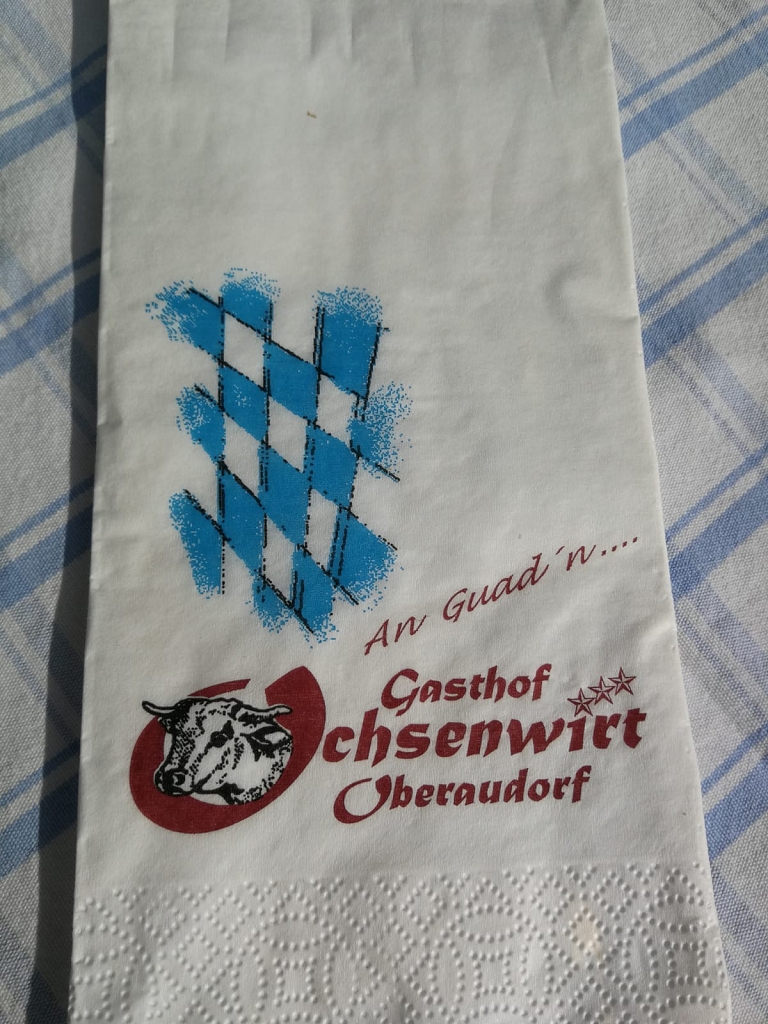 An Guad´n....
Gasthof
Ochsenwirt
Oberaudorf